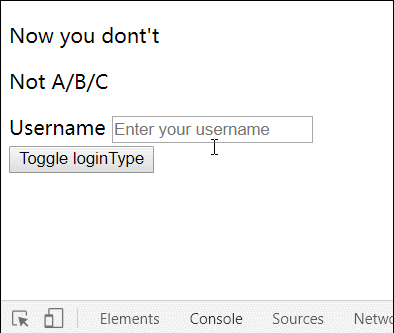 Now you dont't
Not A/B/C
Username Enter your username
Toggle loginType
Elements Console Sources Netwo